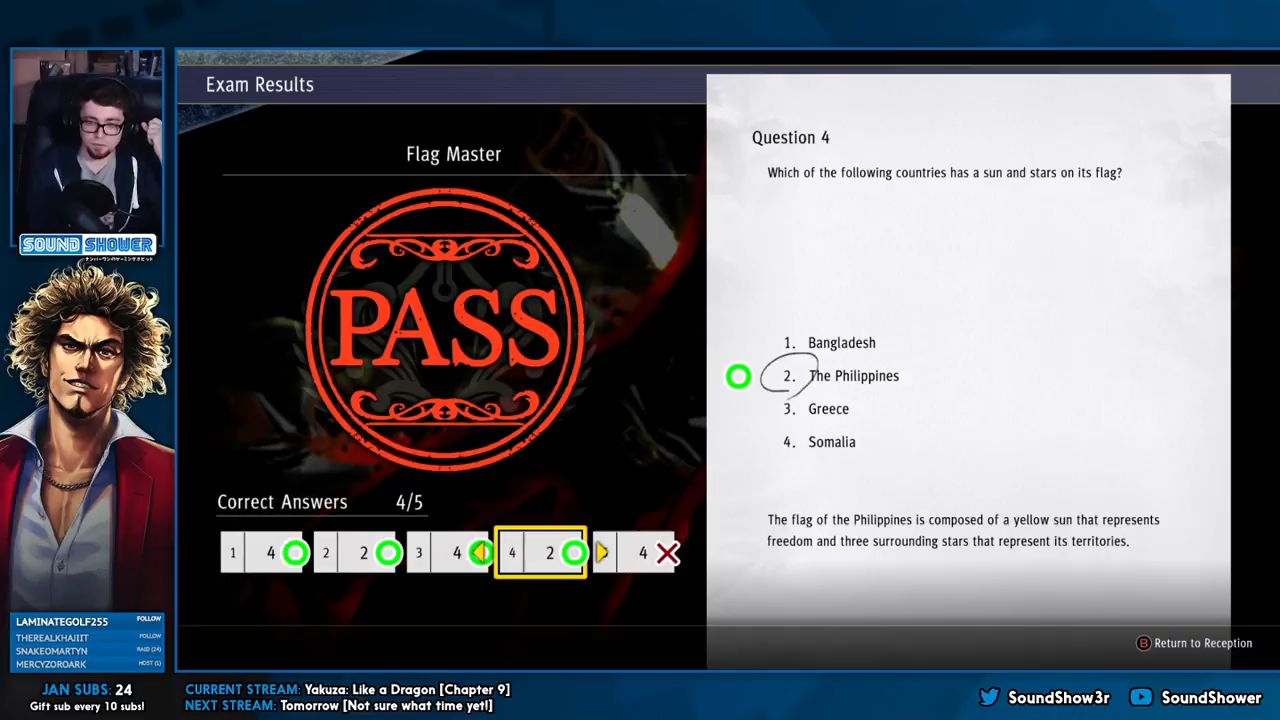 Exam Results
Flag Master
PASS
Correct Answers 4/5
1 4 2 2 3 4 4 2 4
Question 4
Which of the following countries has a sun and stars on its flag?
1. Bangladesh
2. The Philippines
3. Greece
4. Somalia
The flag of the Philippines is composed of a yellow sun that represents
freedom and three surrounding stars that represent its territories.
B Return to Reception
SOUND SHOWER
LAMINATEGOLF255 FOLLOW
THEREALKHAJIIT FOLLOW
SNAKEOMARTYN RAID (24)
MERCYZOROARK HOST (1)
JAN SUBS: 24
Gift sub every 10 subs!
CURRENT STREAM: Yakuza: Like a Dragon [Chapter 9]
NEXT STREAM: Tomorrow [Not sure what time yet!]
SoundShow3r
SoundShower